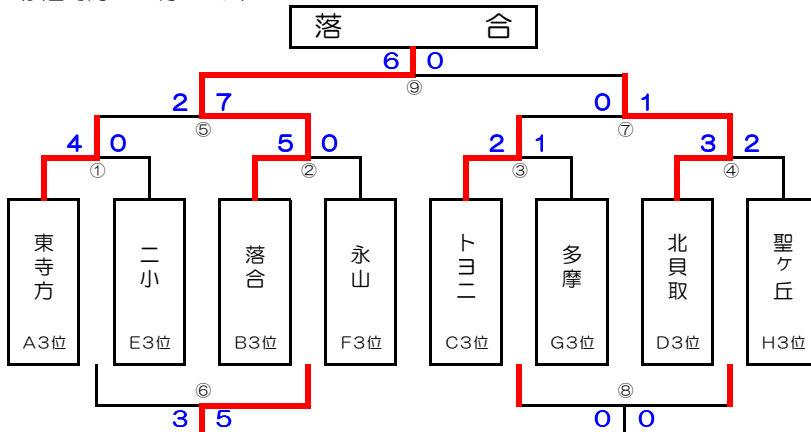 落合
６ ０
⑨
２ ７ ０ １
⑤ ⑦
４ ０ ５ ０ ２ １ ３ ２
① ② ③ ④
東寺方 二小 落合 永山 トヨニ 多摩 北貝取 聖ヶ丘
A3位 E3位 B3位 F3位 C3位 G3位 D3位 H3位
⑥ ⑧
３ ５ ０ ０